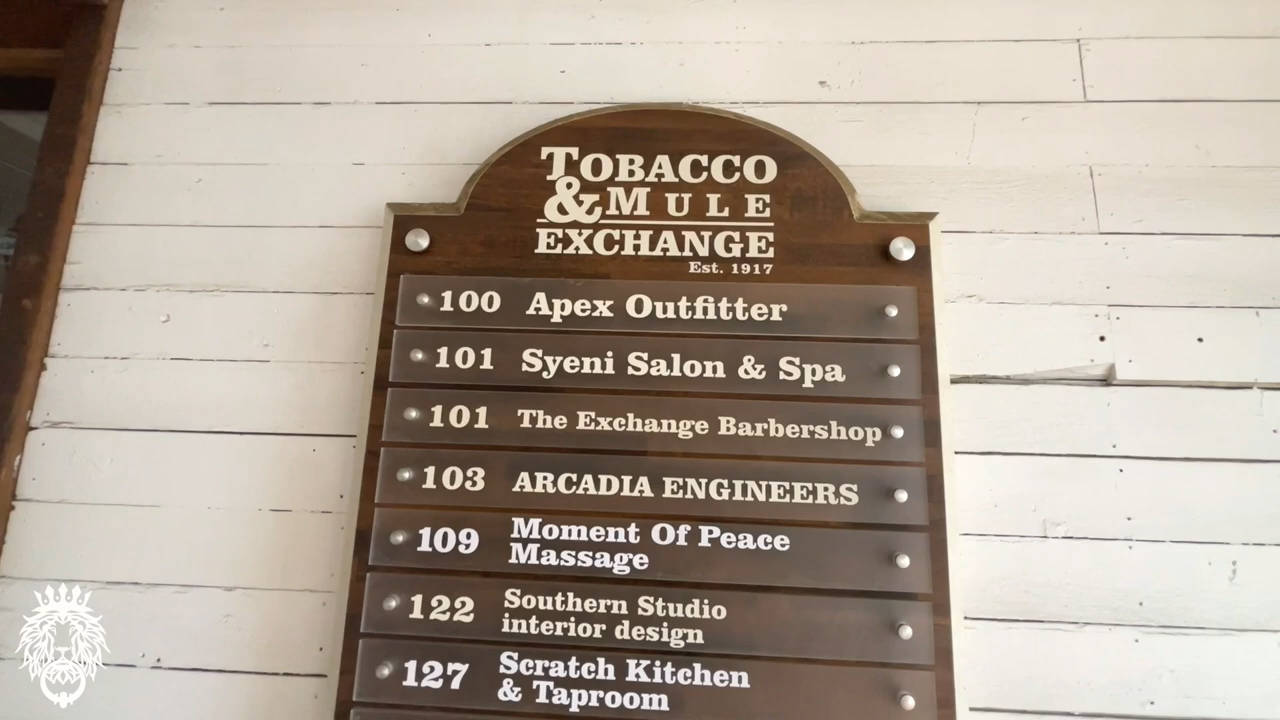 TOBACCO
& MULE
EXCHANGE
Est. 1917
100 Apex Outfitter
101 Syeni Salon & Spa
101 The Exchange Barbershop
103 ARCADIA ENGINEERS
109 Moment Of Peace
Massage
122 Southern Studio
interior design
127 Scratch Kitchen
& Taproom